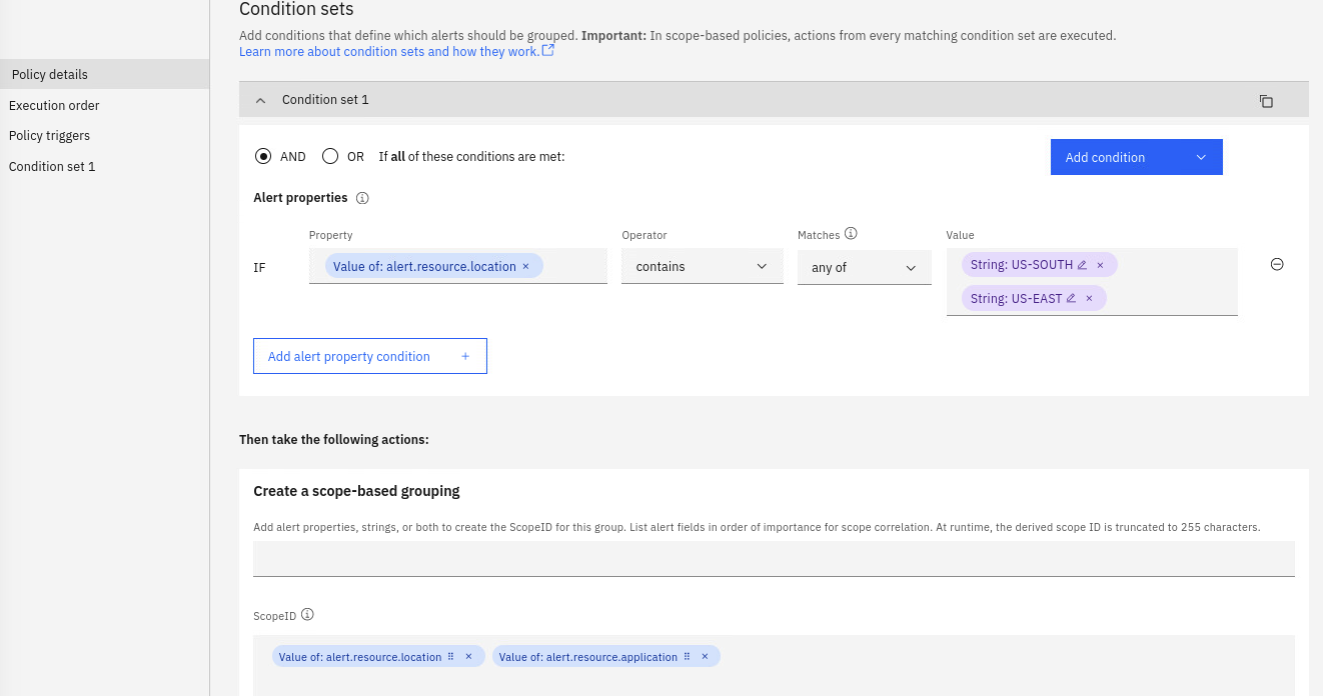 Condition sets
Add conditions that define which alerts should be grouped. Important: In scope-based policies, actions from every matching condition set are executed.
Learn more about condition sets and how they work.
Policy details
Execution order
Policy triggers
Condition set 1
Condition set 1
AND OR If all of these conditions are met:
Add condition
Alert properties
Property Operator Matches Value
IF Value of: alert.resource.location × contains any of String: US-SOUTH ×
String: US-EAST ×
Add alert property condition +
Then take the following actions:
Create a scope-based grouping
Add alert properties, strings, or both to create the ScopeID for this group. List alert fields in order of importance for scope correlation. At runtime, the derived scope ID is truncated to 255 characters.
ScopeID
Value of: alert.resource.location × Value of: alert.resource.application ×